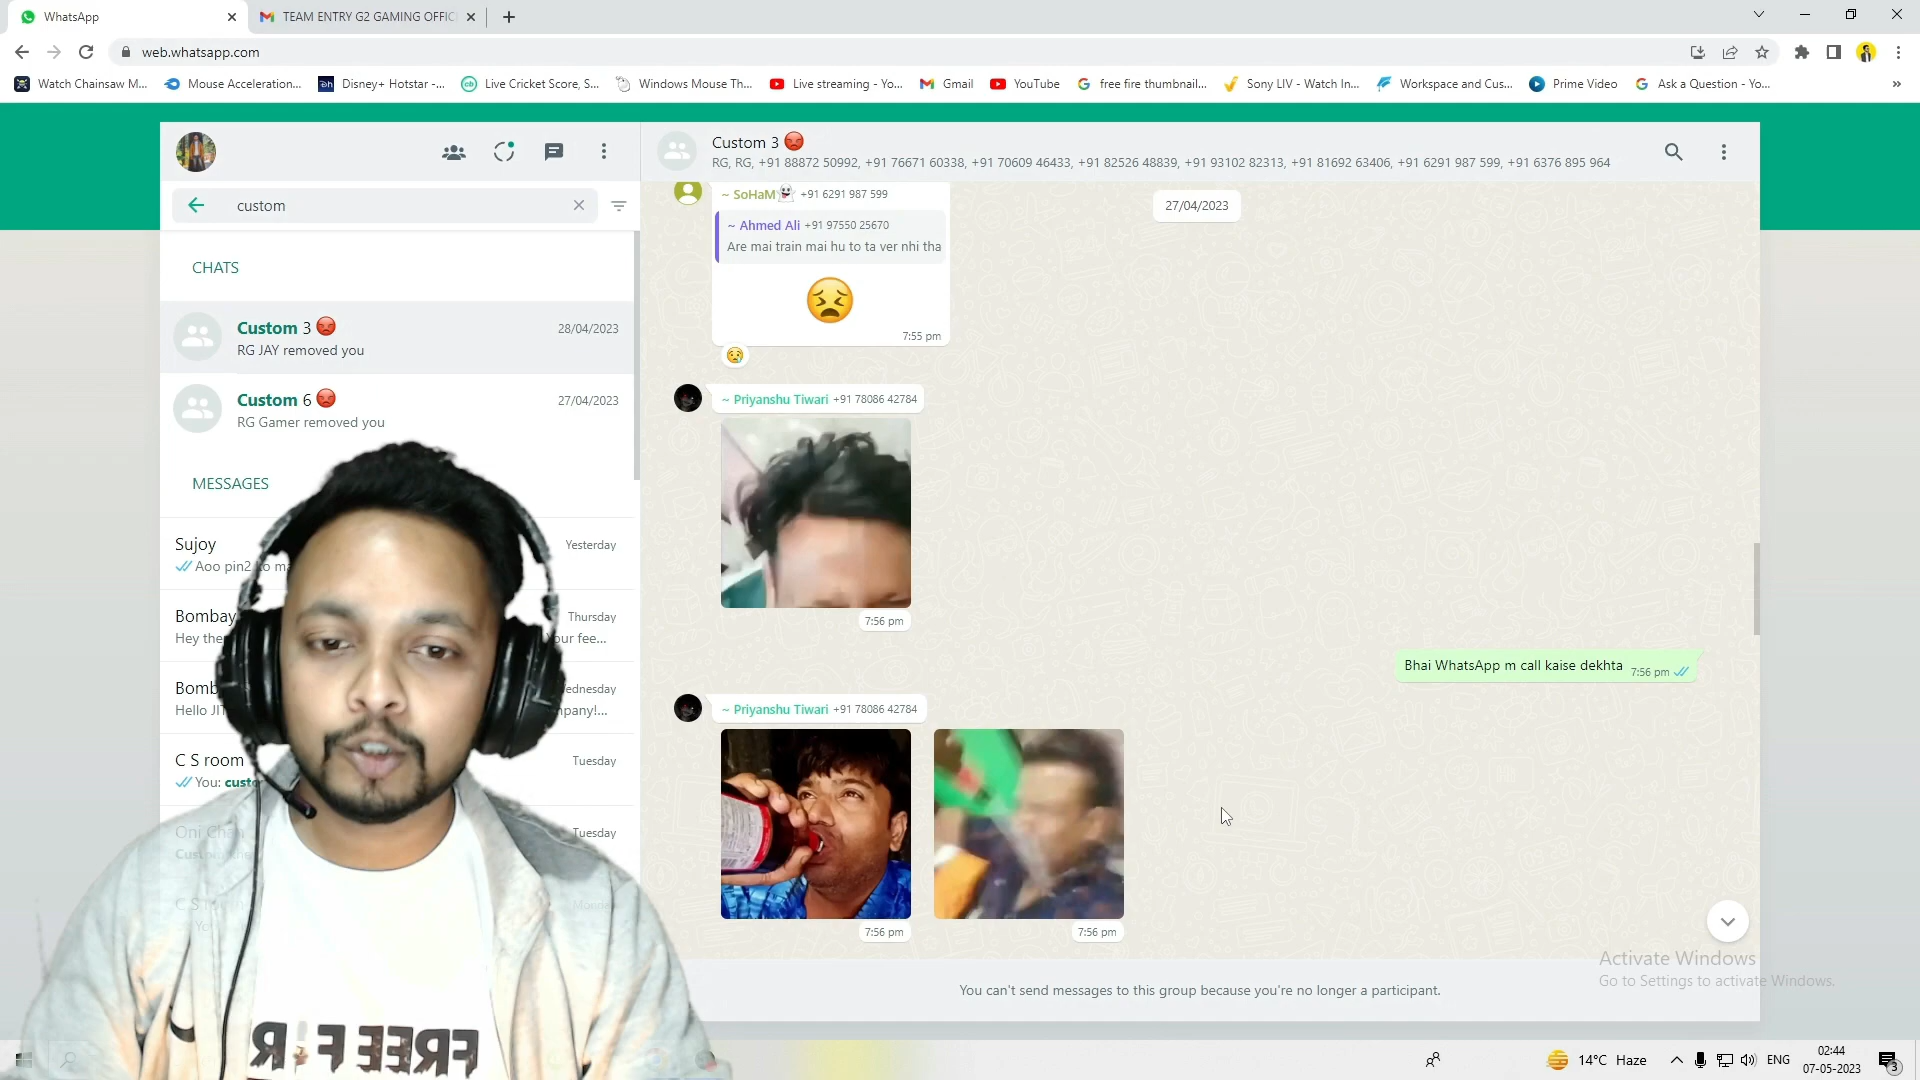 WhatsApp
TEAM ENTRY G2 GAMING OFFIC
web.whatsapp.com
Watch Chainsaw M...
Mouse Acceleration...
Disney+ Hotstar -...
Live Cricket Score, S...
Windows Mouse Th...
Live streaming - Yo...
Gmail
YouTube
free fire thumbnail...
Sony LIV - Watch In...
Workspace and Cus...
Prime Video
Ask a Question - Yo...
custom
CHATS
Custom 3
28/04/2023
RG JAY removed you
Custom 6
27/04/2023
RG Gamer removed you
MESSAGES
Sujoy
Yesterday
Aoo pin2
Bombay
Thursday
Hey
Your fee...
Hello
C S room
Tuesday
You:
Oni Chan
Tuesday
Custom 3
RG, RG, +91 88872 50992, +91 76671 60338, +91 70609 46433, +91 82526 48839, +91 93102 82313, +91 81692 63406, +91 6291 987 599, +91 6376 895 964
27/04/2023
~ SoHaM +91 6291 987 599
~ Ahmed Ali +91 97550 25670
Are mai train mai hu to ta ver nhi tha
7:55 pm
~ Priyanshu Tiwari +91 78086 42784
7:56 pm
Bhai WhatsApp m call kaise dekhta 7:56 pm
~ Priyanshu Tiwari +91 78086 42784
7:56 pm
7:56 pm
You can't send messages to this group because you're no longer a participant.
Activate Windows
Go to Settings to activate Windows.
FREE F
14°C Haze
ENG
02:44
07-05-2023
3